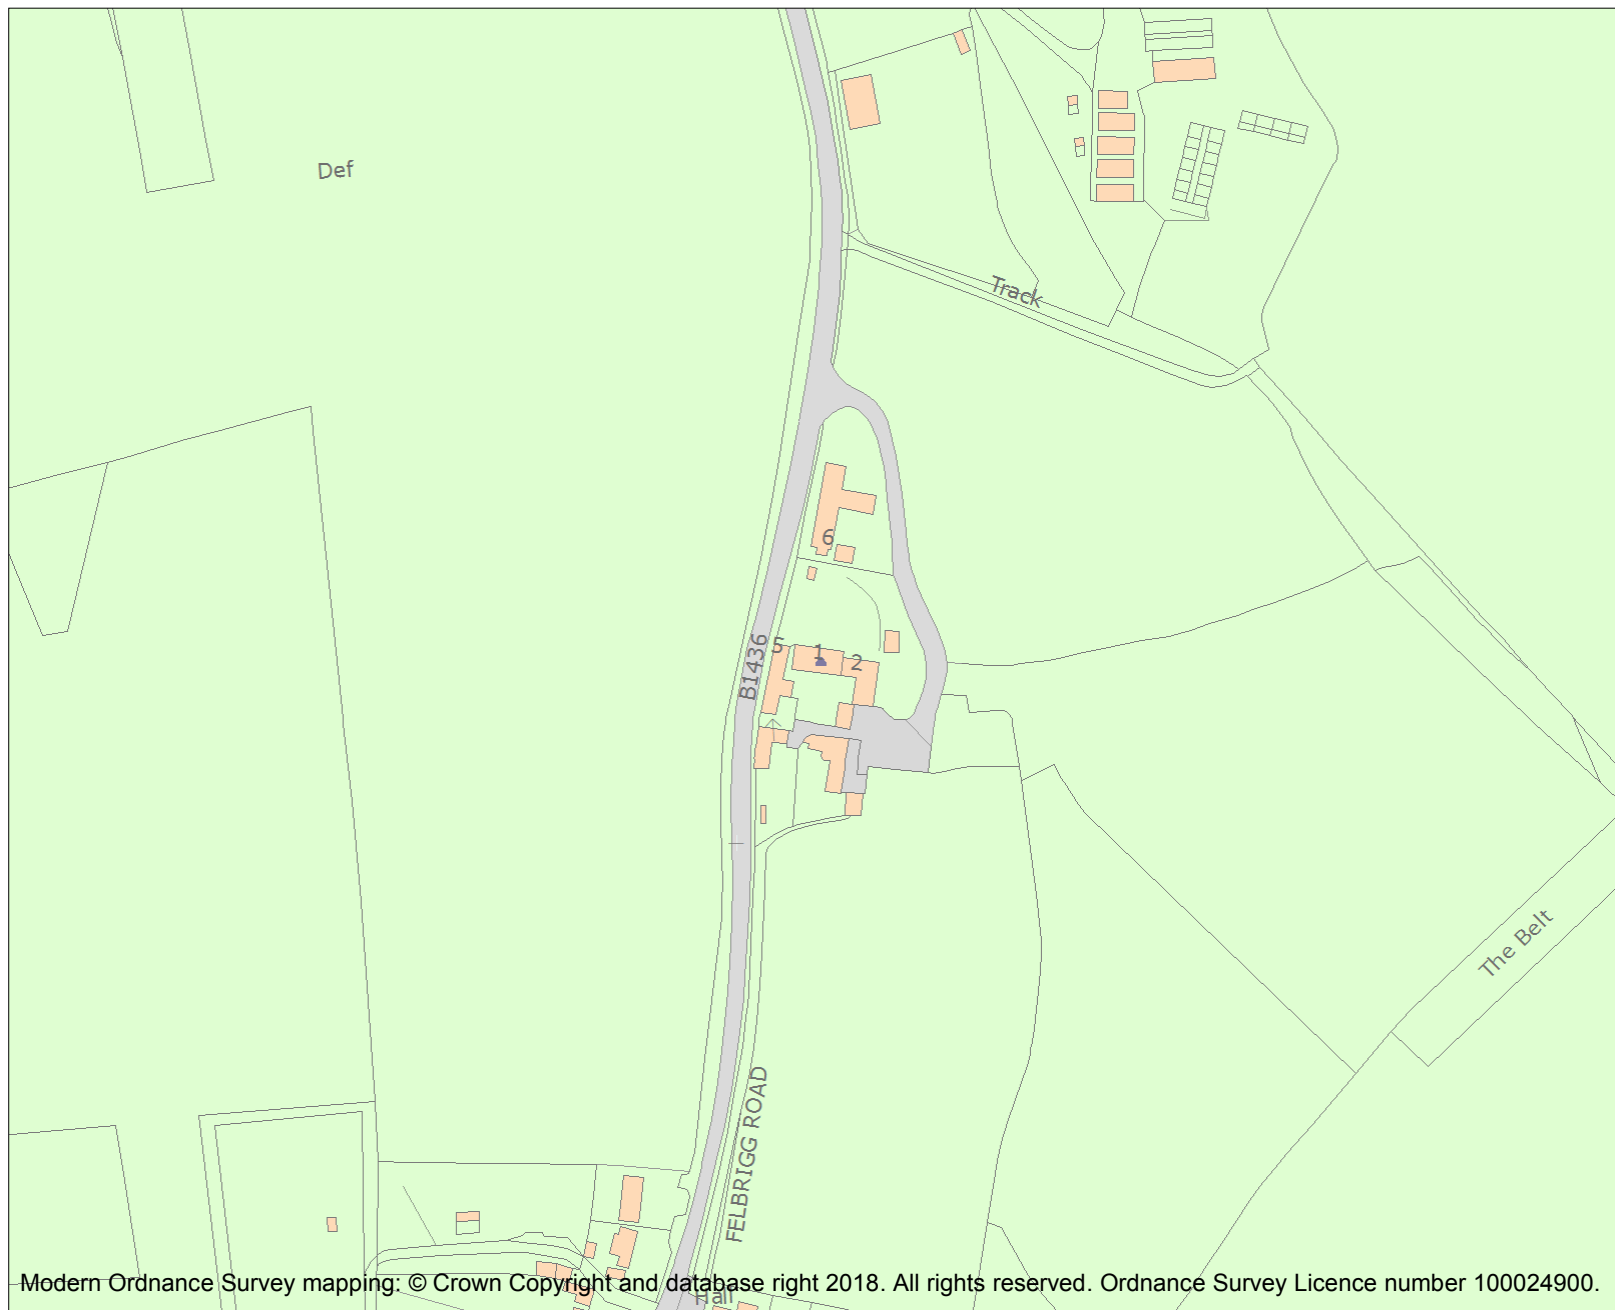 Def
Track
6
B1436
5
1
2
The Belt
FELBRIGG ROAD
Hall
Modern Ordnance Survey mapping: © Crown Copyright and database right 2018. All rights reserved. Ordnance Survey Licence number 100024900.